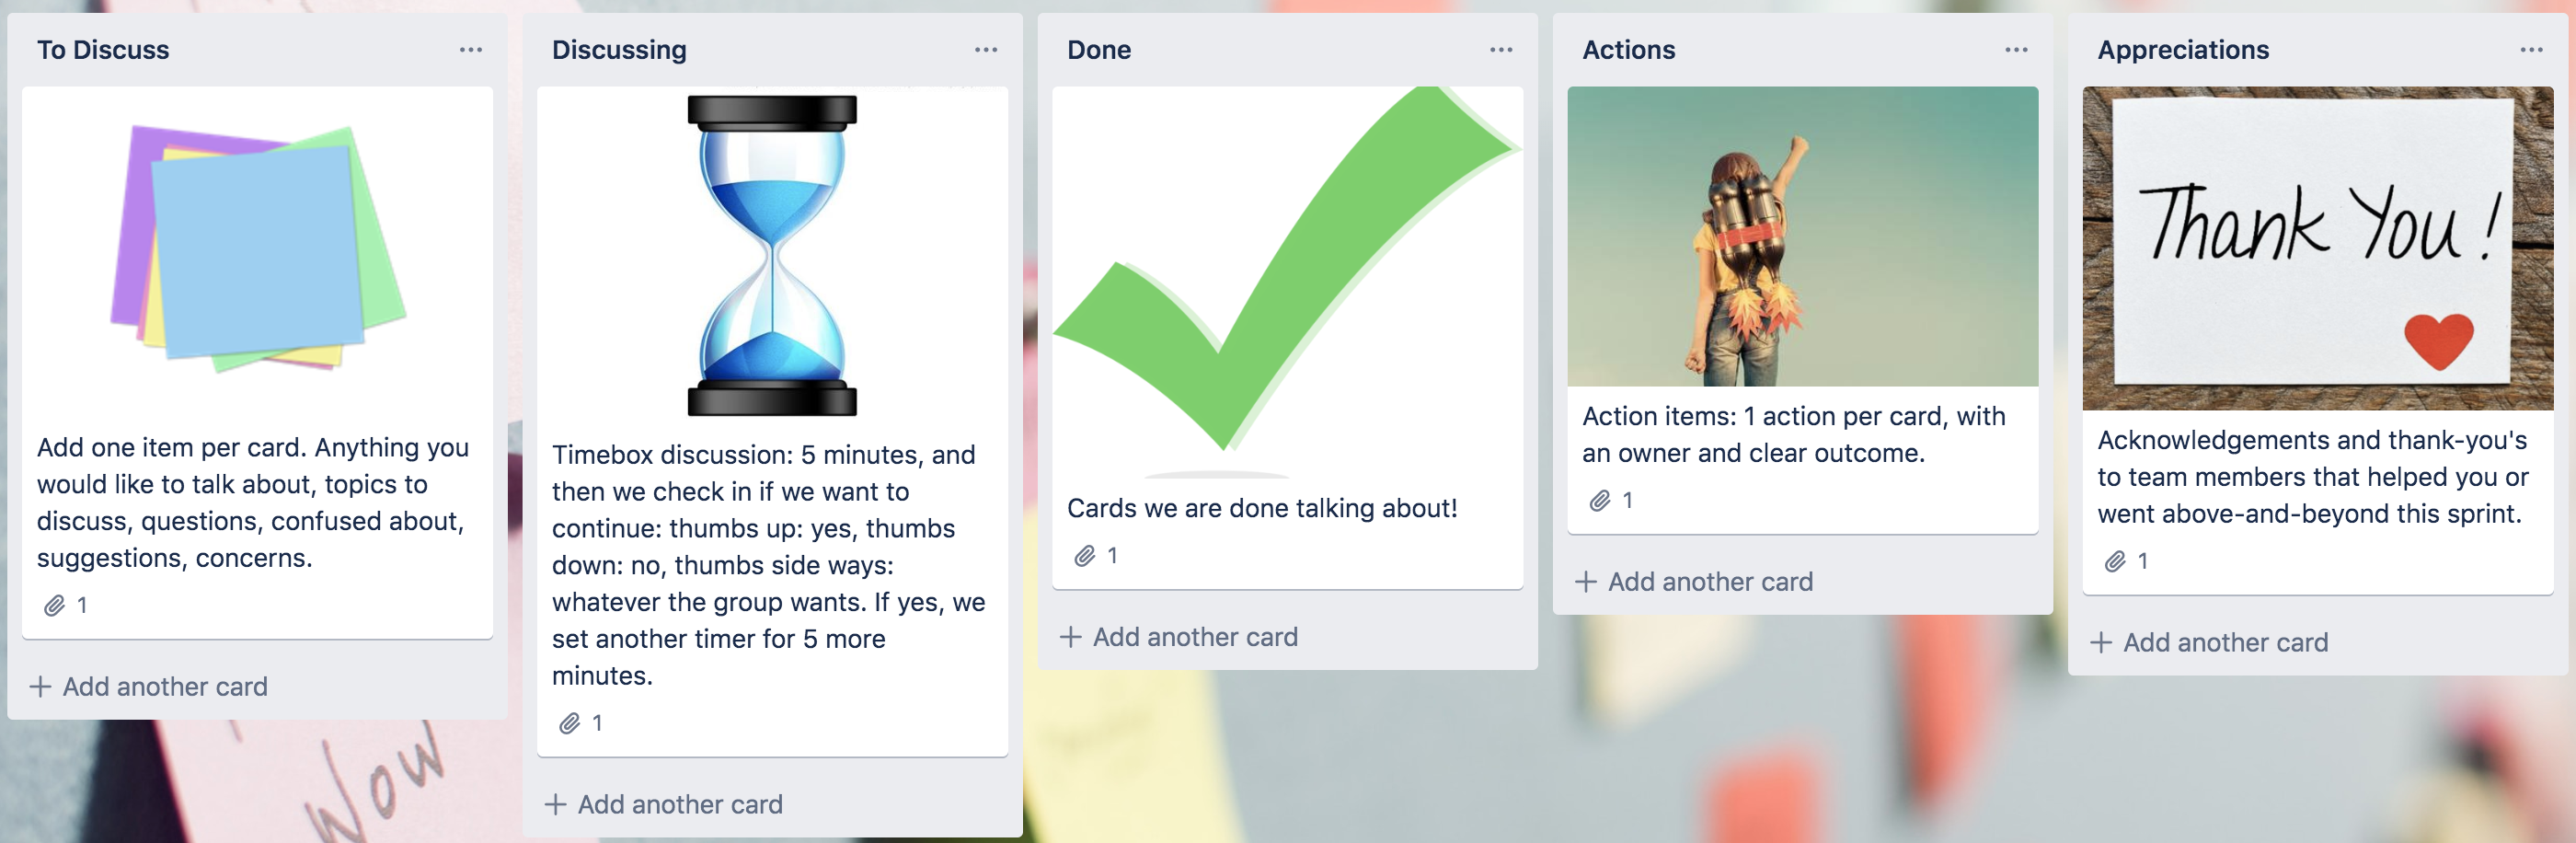 To Discuss
Add one item per card. Anything you
would like to talk about, topics to
discuss, questions, confused about,
suggestions, concerns.
1
+ Add another card
Discussing
Timebox discussion: 5 minutes, and
then we check in if we want to
continue: thumbs up: yes, thumbs
down: no, thumbs side ways:
whatever the group wants. If yes, we
set another timer for 5 more
minutes.
1
+ Add another card
Done
Cards we are done talking about!
1
+ Add another card
Actions
Action items: 1 action per card, with
an owner and clear outcome.
1
+ Add another card
Appreciations
Thank You!
Acknowledgements and thank-you's
to team members that helped you or
went above-and-beyond this sprint.
1
+ Add another card
Wow